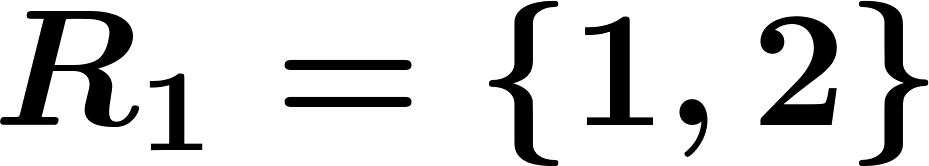 R₁ = {1, 2}